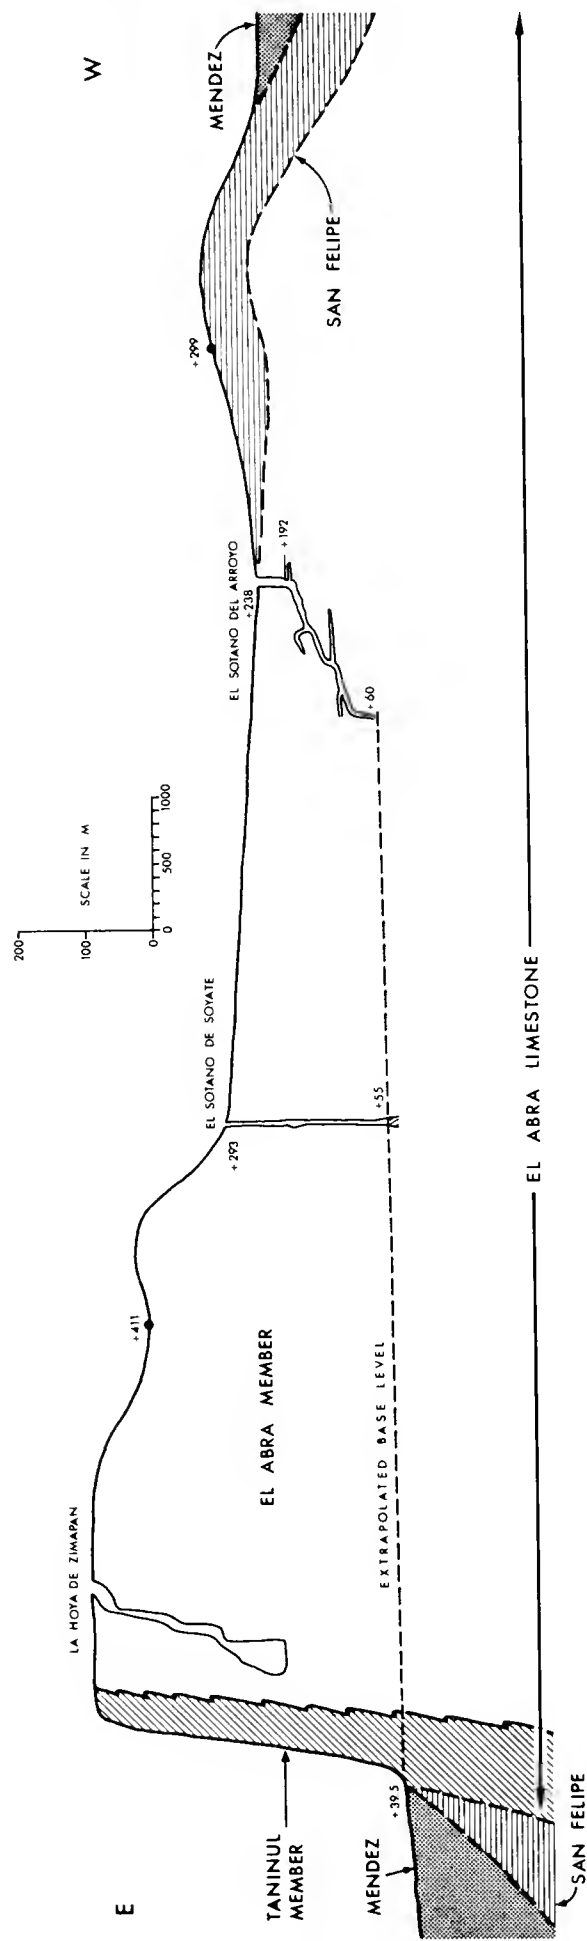 E
W
LA HOYA DE ZIMAPAN
+411
EL SOTANO DE SOYATE
+293
200
100
0
SCALE IN M
0
500
1000
EL SOTANO DEL ARROYO
+238
+192
+60
+299
MENDEZ
SAN FELIPE
+55
EL ABRA MEMBER
EXTRAPOLATED BASE LEVEL
TANINUL
MEMBER
+39.5
MENDEZ
EL ABRA LIMESTONE
SAN FELIPE